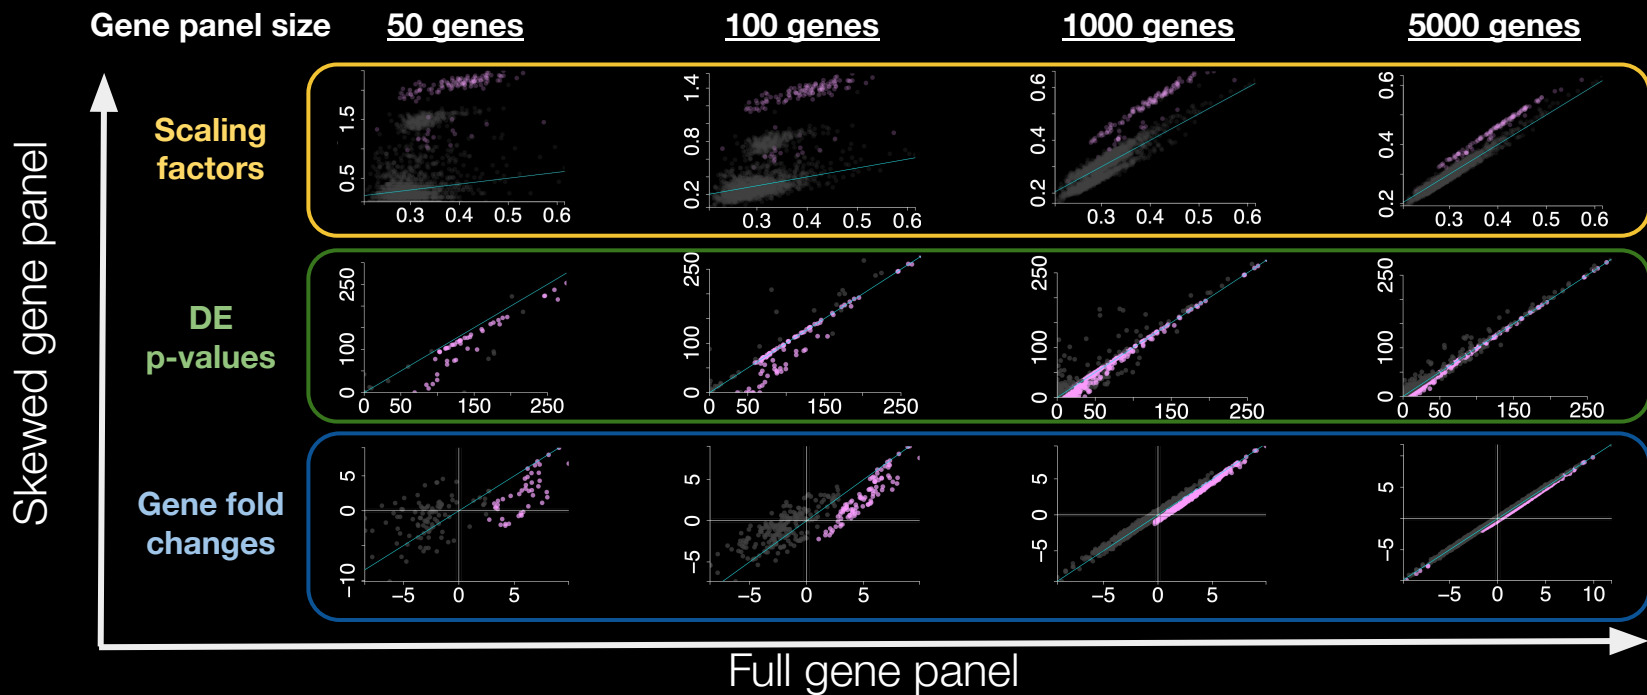 Gene panel size 50 genes 100 genes 1000 genes 5000 genes
Skewed gene panel
Scaling
factors
0.5 1.5
0.3 0.4 0.5 0.6
0.2 0.8 1.4
0.3 0.4 0.5 0.6
0.2 0.4 0.6
0.3 0.4 0.5 0.6
0.2 0.4 0.6
0.3 0.4 0.5 0.6
DE
p-values
0 100 250
0 50 150 250
0 100 250
0 50 150 250
0 100 250
0 50 150 250
0 100 250
0 50 150 250
Gene fold
changes
−10 0 5
−5 0 5
−5 0 5
−5 0 5
−5 0 5
−5 0 5
−5 5
−5 0 5 10
Full gene panel